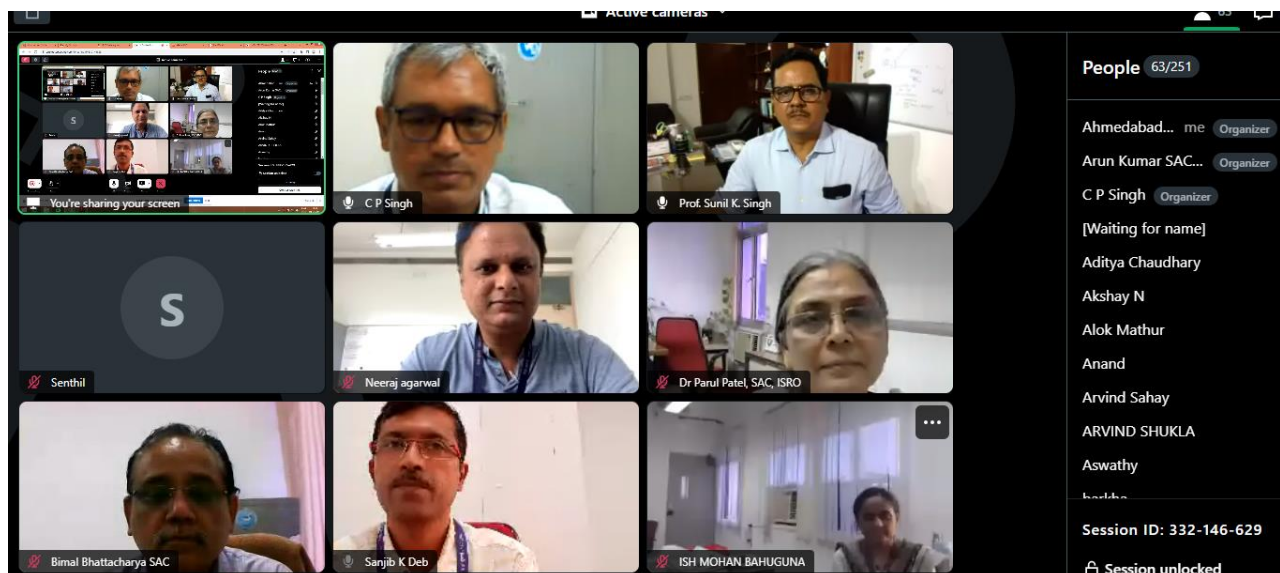 Active cameras
63
You're sharing your screen
C P Singh
Prof. Sunil K. Singh
S
Senthil
Neeraj agarwal
Dr Parul Patel, SAC, ISRO
Bimal Bhattacharya SAC
Sanjib K Deb
ISH MOHAN BAHUGUNA
People 63/251
Ahmedabad... me Organizer
Arun Kumar SAC... Organizer
C P Singh Organizer
[Waiting for name]
Aditya Chaudhary
Akshay N
Alok Mathur
Anand
Arvind Sahay
ARVIND SHUKLA
Aswathy
Session ID: 332-146-629
Session unlocked